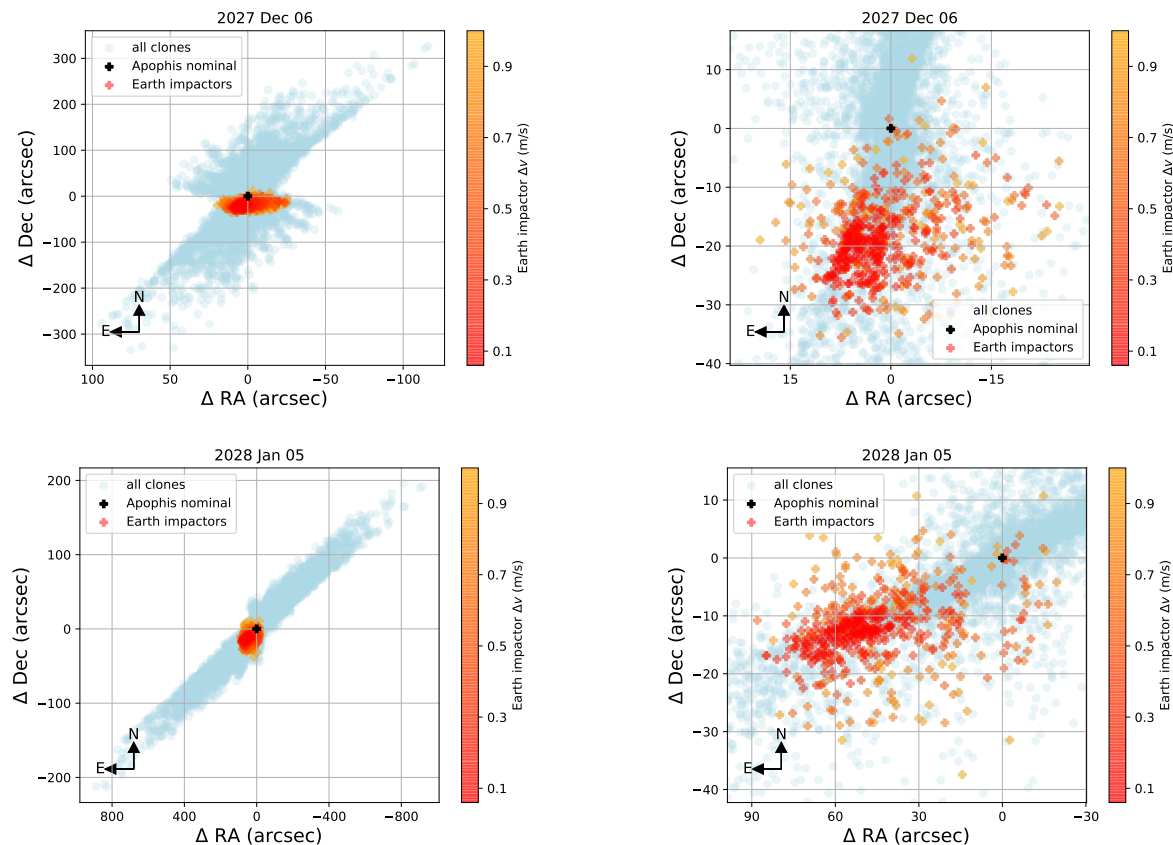 2027 Dec 06
all clones
Apophis nominal
Earth impactors
300
200
100
0
−100
−200
−300
Δ Dec (arcsec)
N
E
100
50
0
−50
−100
Δ RA (arcsec)
0.9
0.7
0.5
0.3
0.1
Earth impactor Δv (m/s)
2027 Dec 06
10
0
−10
−20
−30
−40
Δ Dec (arcsec)
N
E
all clones
Apophis nominal
Earth impactors
15
0
−15
Δ RA (arcsec)
0.9
0.7
0.5
0.3
0.1
Earth impactor Δv (m/s)
2028 Jan 05
all clones
Apophis nominal
Earth impactors
200
100
0
−100
−200
Δ Dec (arcsec)
N
E
800
400
0
−400
−800
Δ RA (arcsec)
0.9
0.7
0.5
0.3
0.1
Earth impactor Δv (m/s)
2028 Jan 05
all clones
Apophis nominal
Earth impactors
10
0
−10
−20
−30
−40
Δ Dec (arcsec)
N
E
90
60
30
0
−30
Δ RA (arcsec)
0.9
0.7
0.5
0.3
0.1
Earth impactor Δv (m/s)